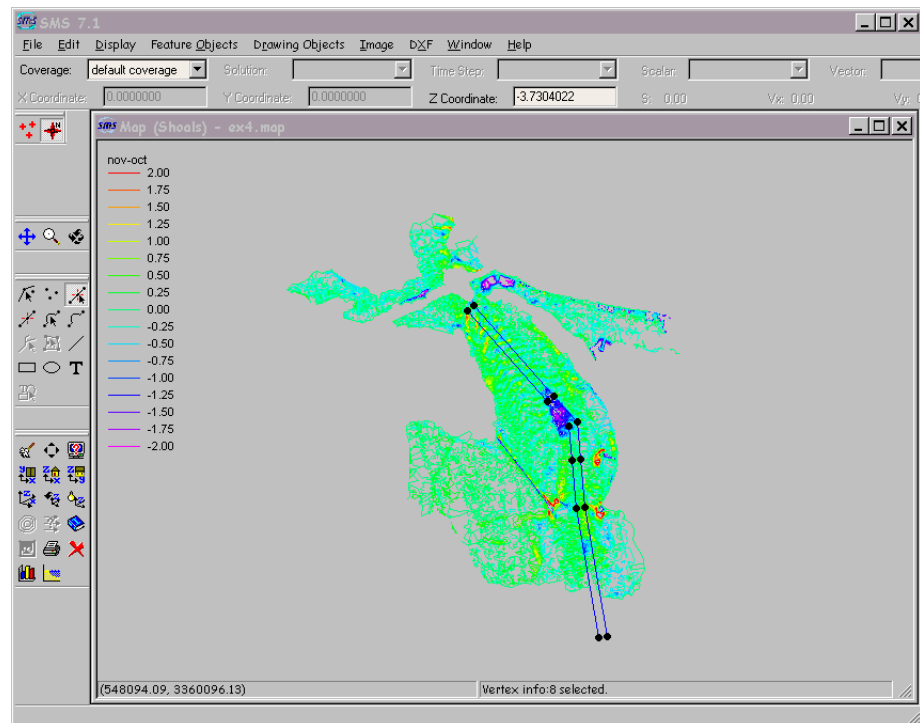 SMS 7.1
File Edit Display Feature Objects Drawing Objects Image DXF Window Help
Coverage: default coverage Solution: Time Step: Scalar: Vector:
X Coordinate: 0.0000000 Y Coordinate: 0.0000000 Z Coordinate: -3.7304022 S: 0.00 Vx: 0.00 Vy:
sms Map (Shoals) - ex4.map
nov-oct
2.00
1.75
1.50
1.25
1.00
0.75
0.50
0.25
0.00
-0.25
-0.50
-0.75
-1.00
-1.25
-1.50
-1.75
-2.00
(548094.09, 3360096.13) Vertex info:8 selected.